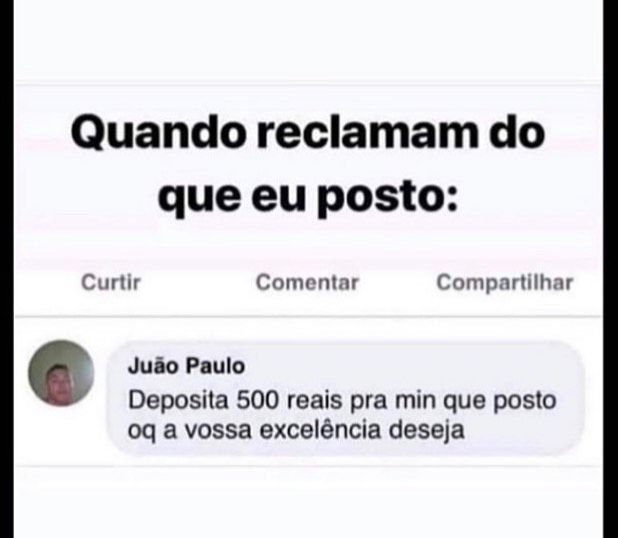 Quando reclamam do
que eu posto:
Curtir Comentar Compartilhar
Juão Paulo
Deposita 500 reais pra min que posto
oq a vossa excelência deseja